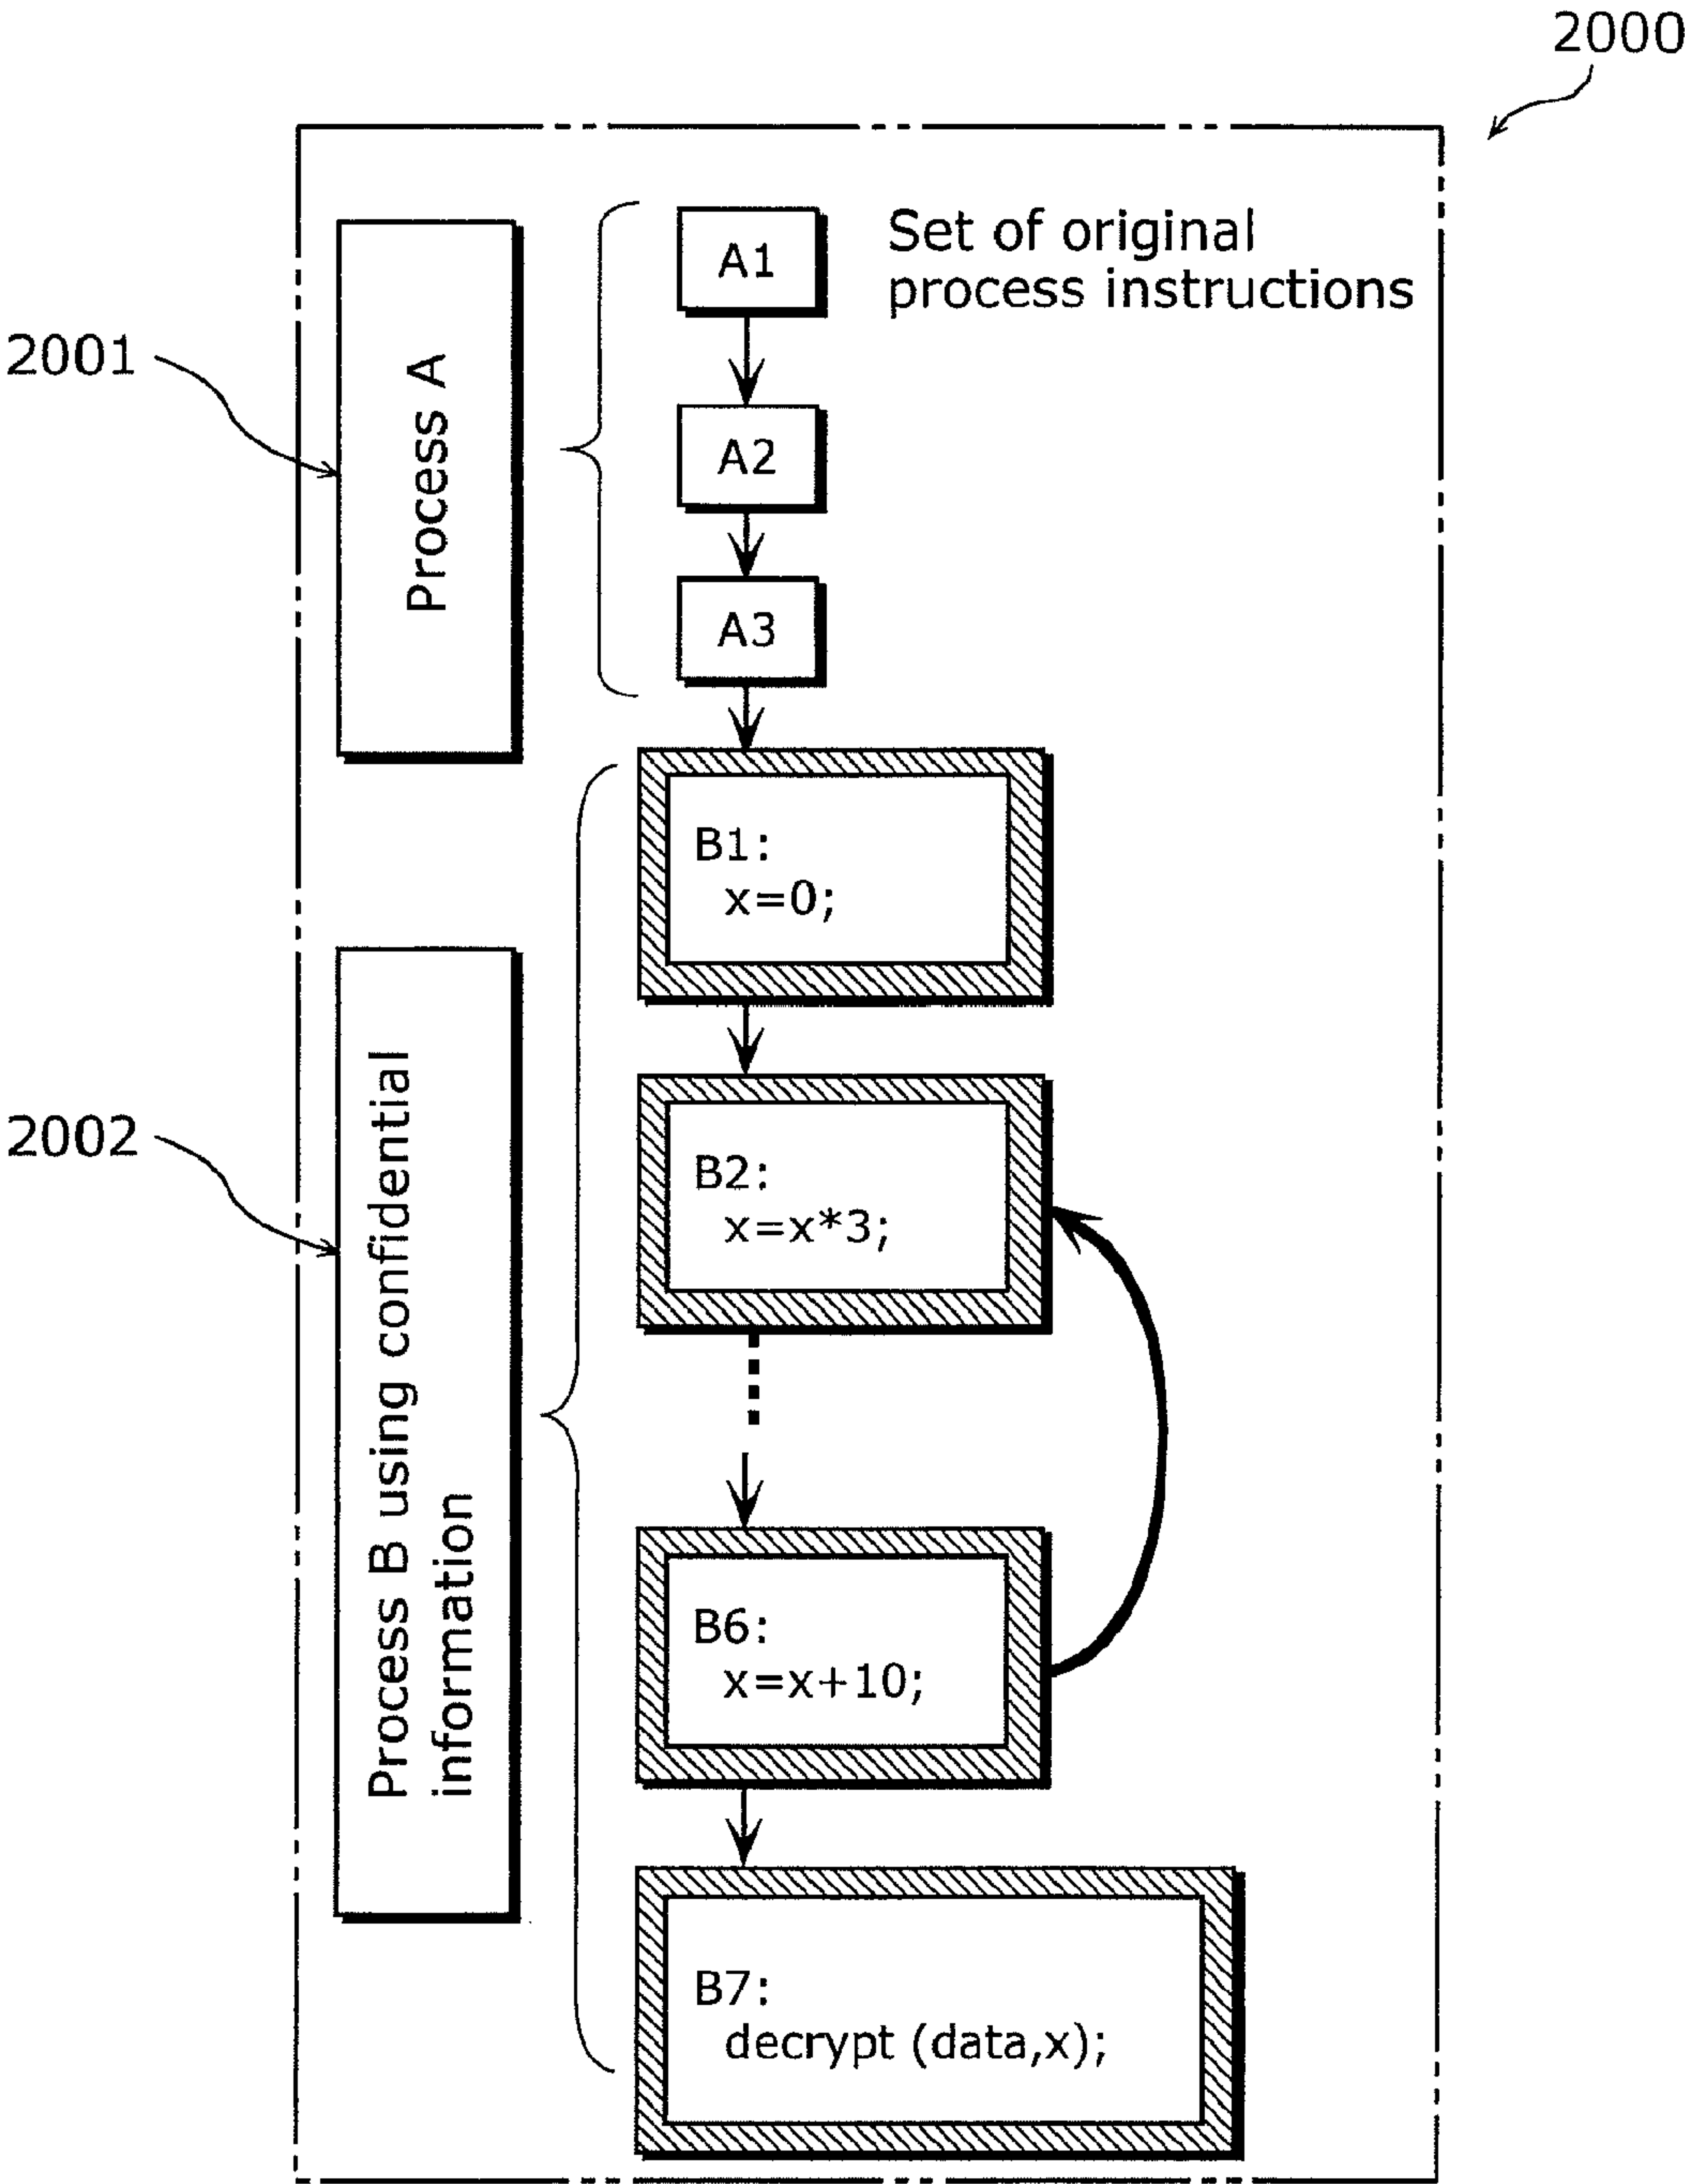 2000
Set of original
process instructions
2001
Process A
A1
A2
A3
B1:
x=0;
2002
Process B using confidential
information
B2:
x=x*3;
B6:
x=x+10;
B7:
decrypt (data,x);